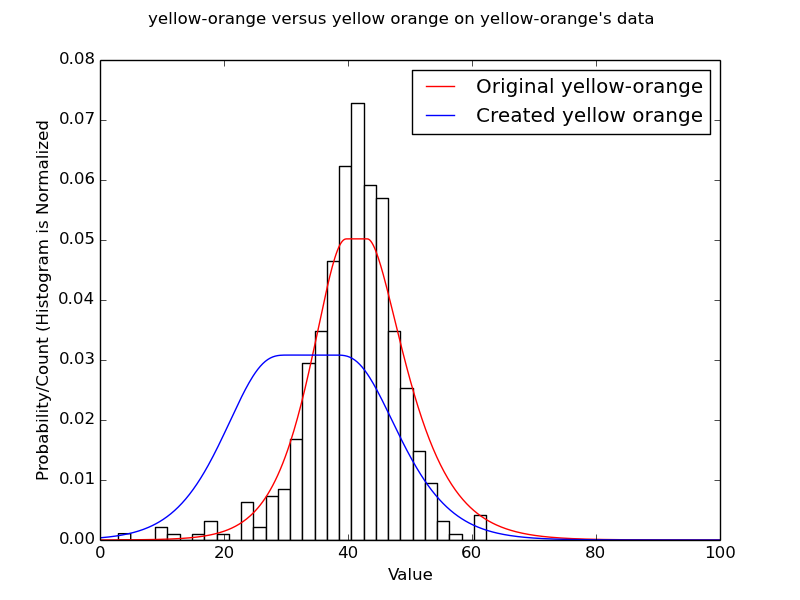 yellow-orange versus yellow orange on yellow-orange's data
Original yellow-orange
Created yellow orange
Probability/Count (Histogram is Normalized
0.08
0.07
0.06
0.05
0.04
0.03
0.02
0.01
0.00
0 20 40 60 80 100
Value